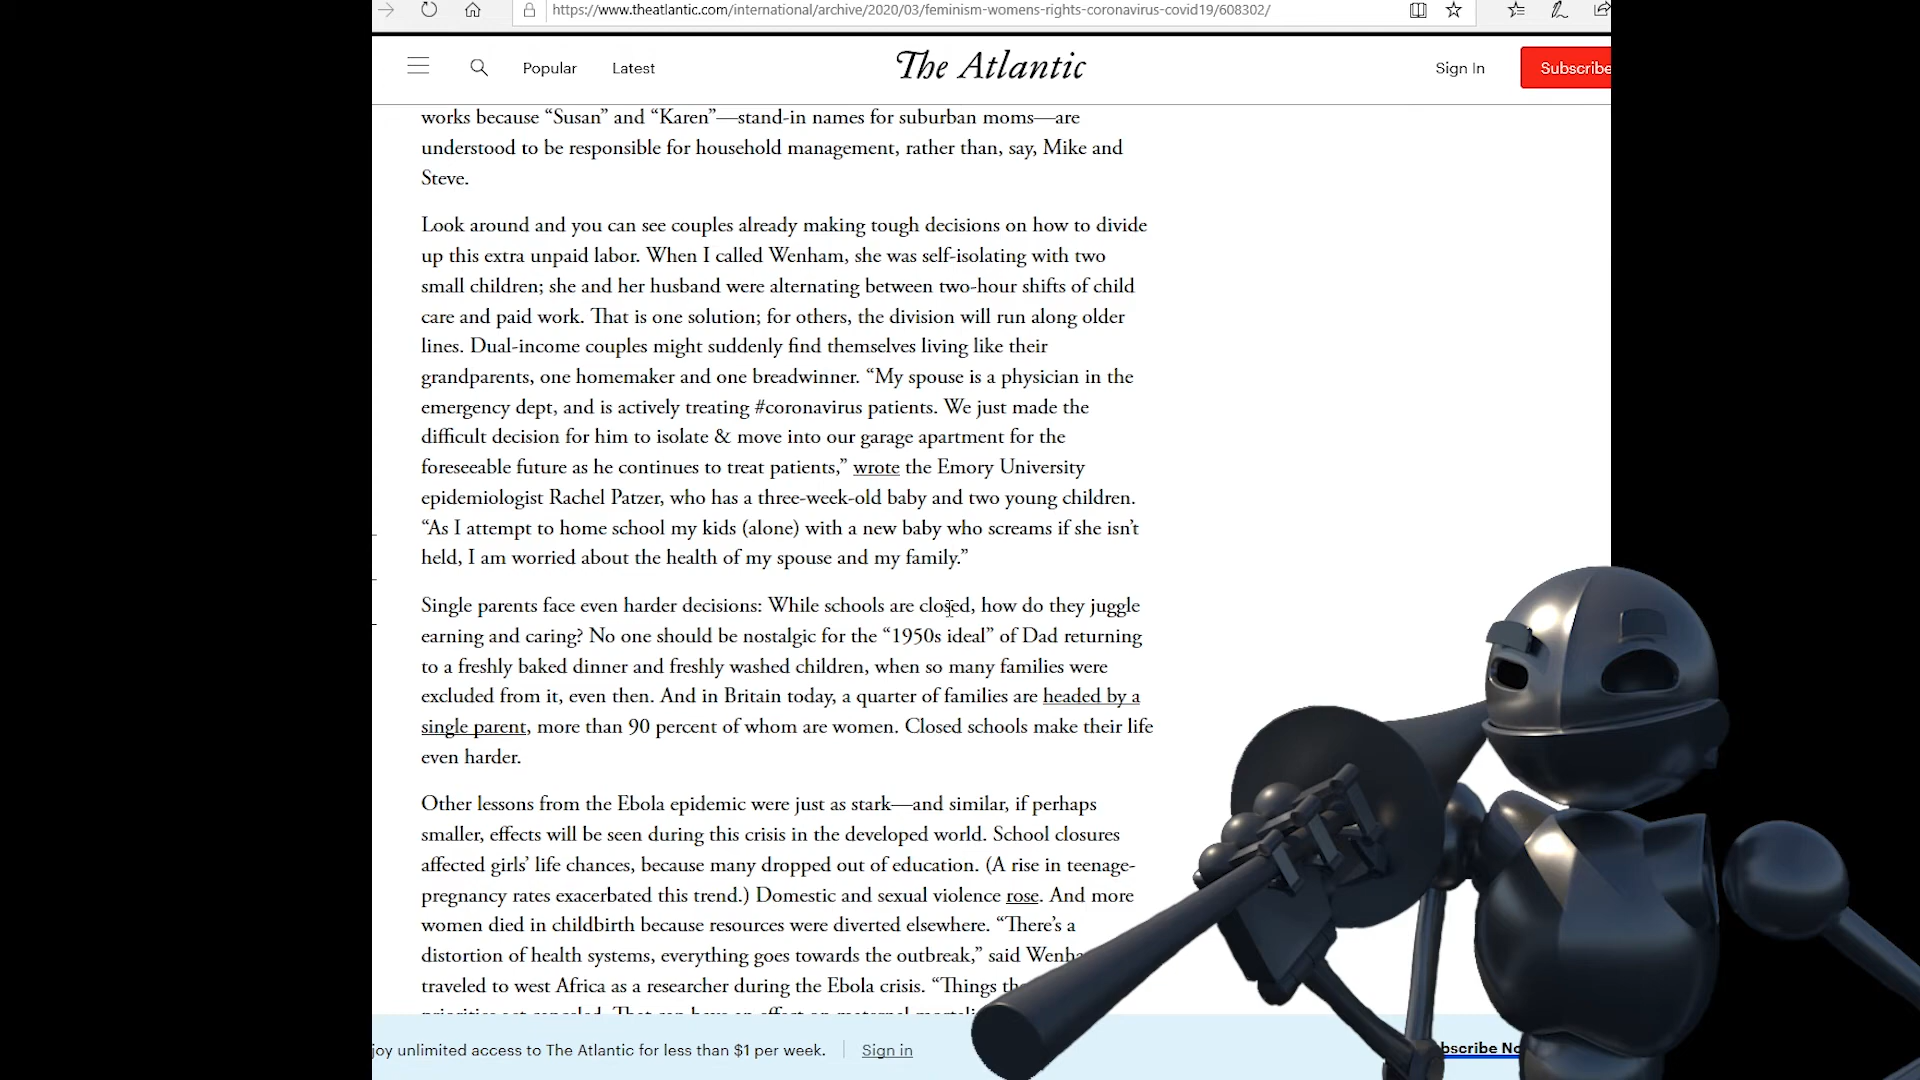 https://www.theatlantic.com/international/archive/2020/03/feminism-womens-rights-coronavirus-covid19/608302/
Popular
Latest
The Atlantic
Sign In
Subscribe
works because “Susan” and “Karen”—stand-in names for suburban moms—are
understood to be responsible for household management, rather than, say, Mike and
Steve.
Look around and you can see couples already making tough decisions on how to divide
up this extra unpaid labor. When I called Wenham, she was self-isolating with two
small children; she and her husband were alternating between two-hour shifts of child
care and paid work. That is one solution; for others, the division will run along older
lines. Dual-income couples might suddenly find themselves living like their
grandparents, one homemaker and one breadwinner. “My spouse is a physician in the
emergency dept, and is actively treating #coronavirus patients. We just made the
difficult decision for him to isolate & move into our garage apartment for the
foreseeable future as he continues to treat patients,” wrote the Emory University
epidemiologist Rachel Patzer, who has a three-week-old baby and two young children.
“As I attempt to home school my kids (alone) with a new baby who screams if she isn’t
held, I am worried about the health of my spouse and my family.”
Single parents face even harder decisions: While schools are closed, how do they juggle
earning and caring? No one should be nostalgic for the “1950s ideal” of Dad returning
to a freshly baked dinner and freshly washed children, when so many families were
excluded from it, even then. And in Britain today, a quarter of families are headed by a
single parent, more than 90 percent of whom are women. Closed schools make their life
even harder.
Other lessons from the Ebola epidemic were just as stark—and similar, if perhaps
smaller, effects will be seen during this crisis in the developed world. School closures
affected girls’ life chances, because many dropped out of education. (A rise in teenage-
pregnancy rates exacerbated this trend.) Domestic and sexual violence rose. And more
women died in childbirth because resources were diverted elsewhere. “There’s a
distortion of health systems, everything goes towards the outbreak,” said
traveled to west Africa as a researcher during the Ebola crisis. “Things
joy unlimited access to The Atlantic for less than $1 per week.
Sign in